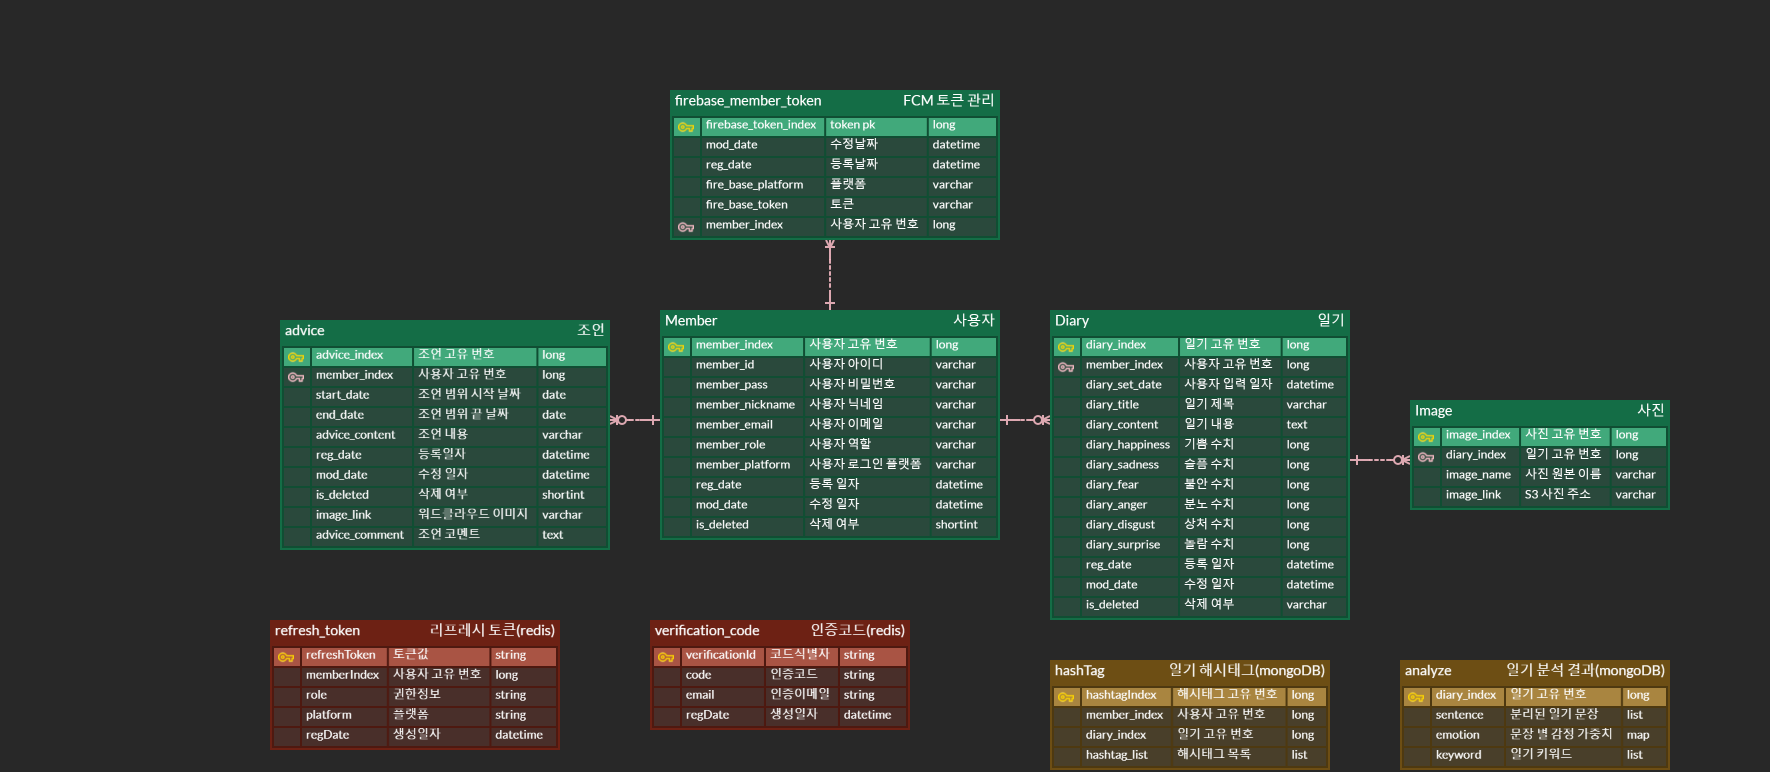 firebase_member_token FCM 토큰 관리
firebase_token_index token pk long
mod_date 수정날짜 datetime
reg_date 등록날짜 datetime
fire_base_platform 플랫폼 varchar
fire_base_token 토큰 varchar
member_index 사용자 고유 번호 long
advice 조언
advice_index 조언 고유 번호 long
member_index 사용자 고유 번호 long
start_date 조언 범위 시작 날짜 date
end_date 조언 범위 끝 날짜 date
advice_content 조언 내용 varchar
reg_date 등록일자 datetime
mod_date 수정 일자 datetime
is_deleted 삭제 여부 shortint
image_link 워드클라우드 이미지 varchar
advice_comment 조언 코멘트 text
Member 사용자
member_index 사용자 고유 번호 long
member_id 사용자 아이디 varchar
member_pass 사용자 비밀번호 varchar
member_nickname 사용자 닉네임 varchar
member_email 사용자 이메일 varchar
member_role 사용자 역할 varchar
member_platform 사용자 로그인 플랫폼 varchar
reg_date 등록 일자 datetime
mod_date 수정 일자 datetime
is_deleted 삭제 여부 shortint
Diary 일기
diary_index 일기 고유 번호 long
member_index 사용자 고유 번호 long
diary_set_date 사용자 입력 일자 datetime
diary_title 일기 제목 varchar
diary_content 일기 내용 text
diary_happiness 기쁨 수치 long
diary_sadness 슬픔 수치 long
diary_fear 불안 수치 long
diary_anger 분노 수치 long
diary_disgust 상처 수치 long
diary_surprise 놀람 수치 long
reg_date 등록 일자 datetime
mod_date 수정 일자 datetime
is_deleted 삭제 여부 varchar
Image 사진
image_index 사진 고유 번호 long
diary_index 일기 고유 번호 long
image_name 사진 원본 이름 varchar
image_link S3 사진 주소 varchar
refresh_token 리프레시 토큰(redis)
refreshToken 토큰값 string
memberIndex 사용자 고유 번호 long
role 권한정보 string
platform 플랫폼 string
regDate 생성일자 datetime
verification_code 인증코드(redis)
verificationId 코드식별자 string
code 인증코드 string
email 인증이메일 string
regDate 생성일자 datetime
hashTag 일기 해시태그(mongoDB)
hashtagIndex 해시태그 고유 번호 long
member_index 사용자 고유 번호 long
diary_index 일기 고유 번호 long
hashtag_list 해시태그 목록 list
analyze 일기 분석 결과(mongoDB)
diary_index 일기 고유 번호 long
sentence 분리된 일기 문장 list
emotion 문장 별 감정 가중치 map
keyword 일기 키워드 list